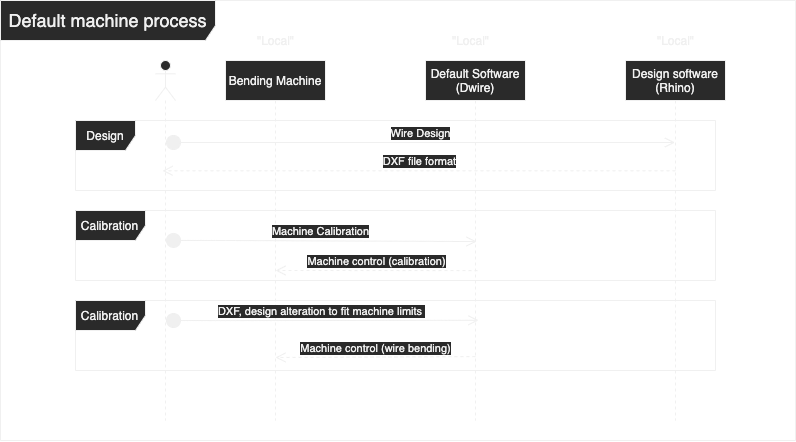 Default machine process
"Local"
"Local"
"Local"
Bending Machine
Default Software
(Dwire)
Design software
(Rhino)
Design
Wire Design
DXF file format
Calibration
Machine Calibration
Machine control (calibration)
Calibration
DXF, design alteration to fit machine limits
Machine control (wire bending)